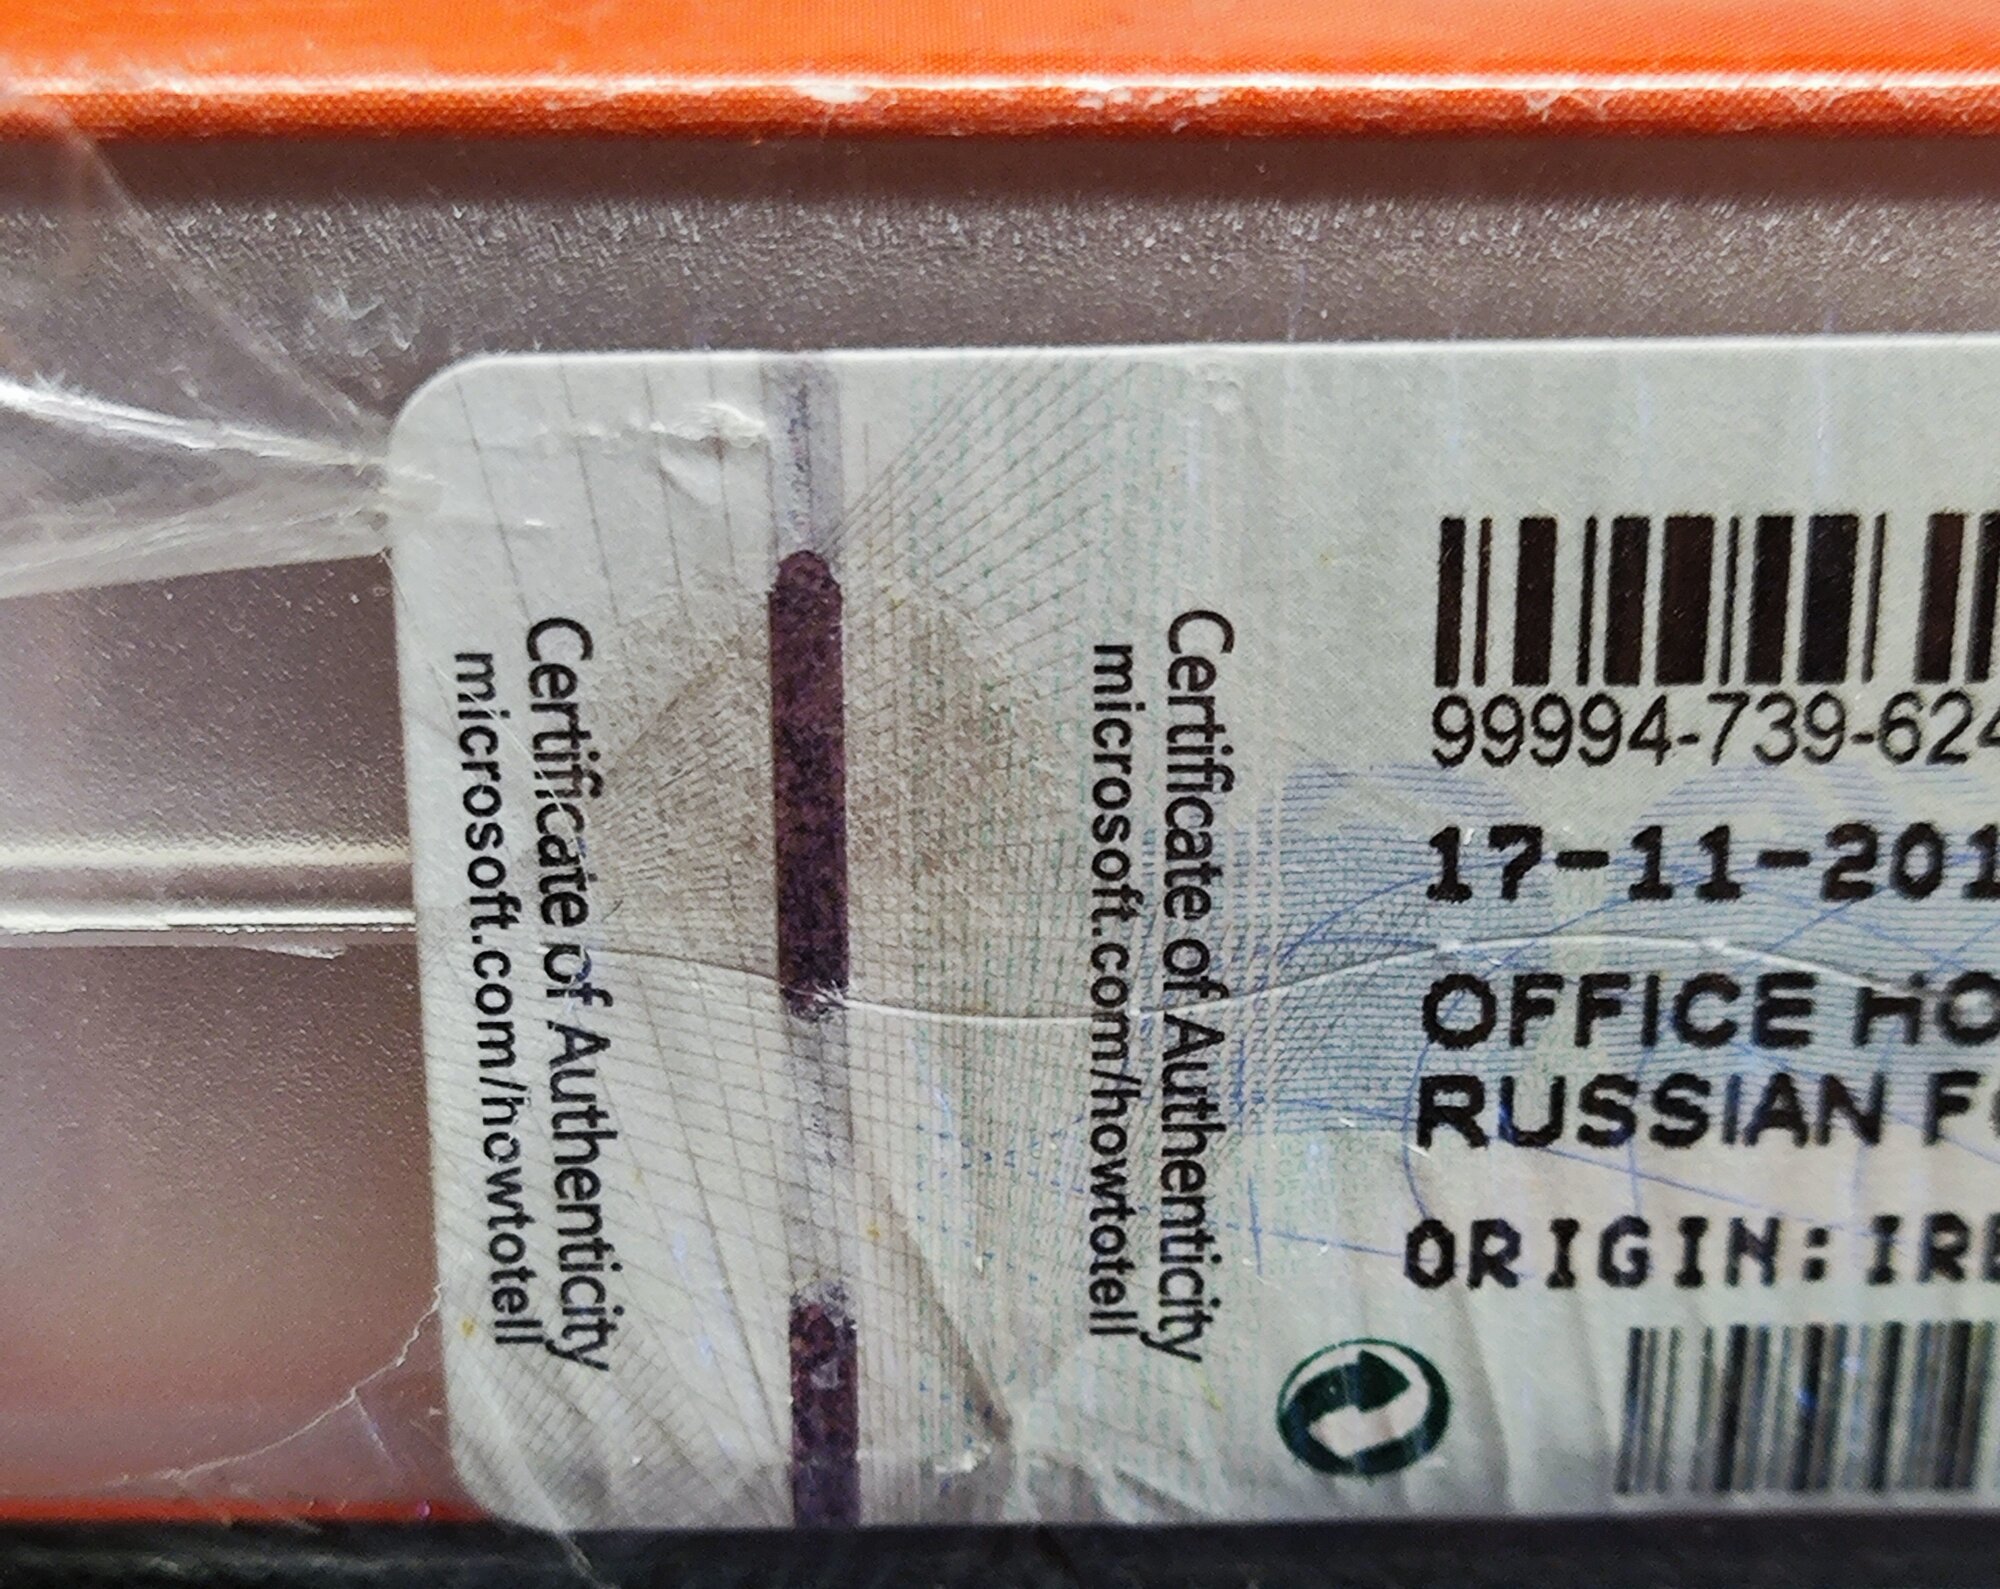 Certificate of Authenticity
microsoft.com/howtotell
Certificate of Authenticity
microsoft.com/howtotell
99994-739-624
17-11-201
OFFICE HO
RUSSIAN F
ORIGIN: IRE